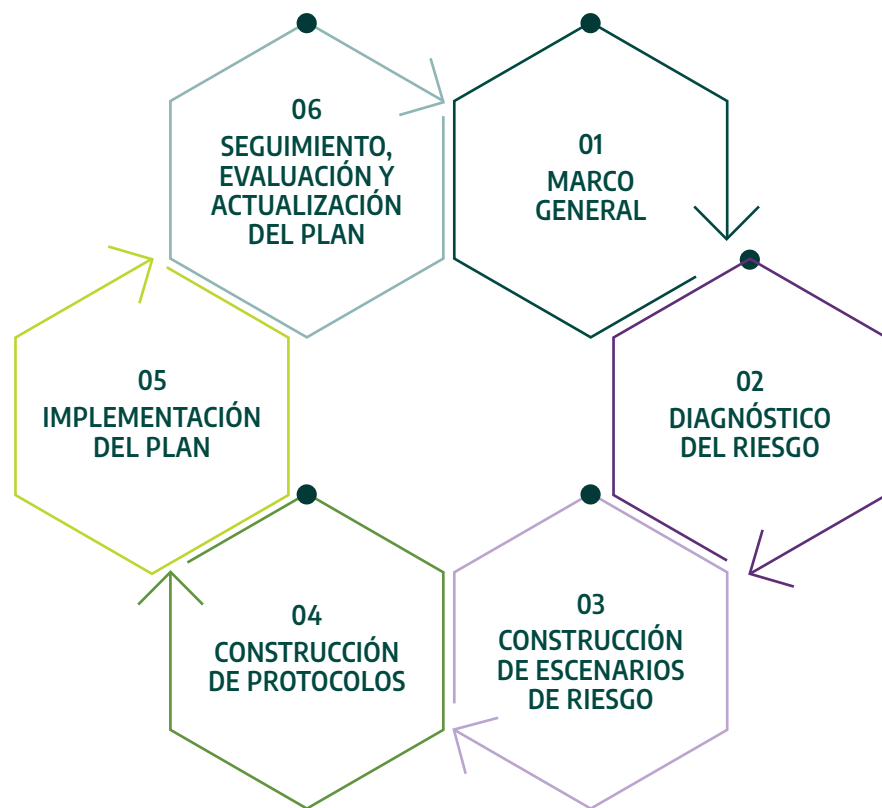 01
MARCO
GENERAL
02
DIAGNÓSTICO
DEL RIESGO
03
CONSTRUCCIÓN
DE ESCENARIOS
DE RIESGO
04
CONSTRUCCIÓN
DE PROTOCOLOS
05
IMPLEMENTACIÓN
DEL PLAN
06
SEGUIMIENTO,
EVALUACIÓN Y
ACTUALIZACIÓN
DEL PLAN